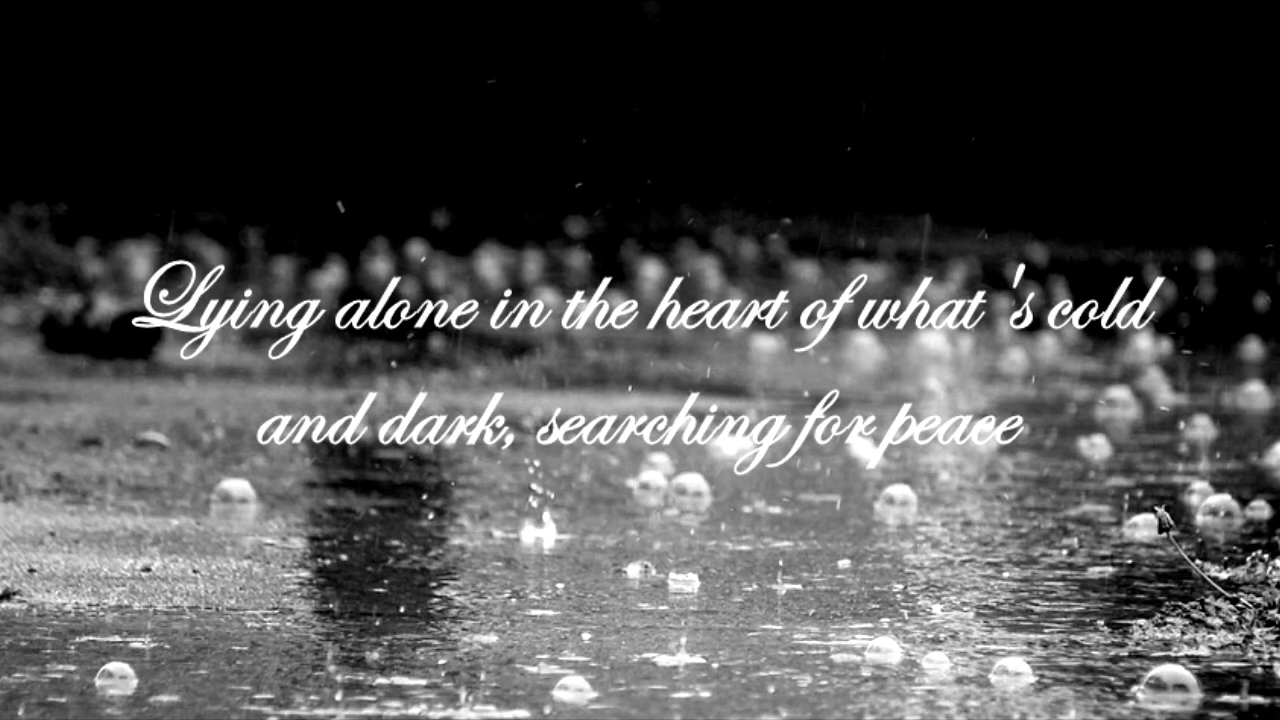 Lying alone in the heart of what 's cold
and dark, searching for peace